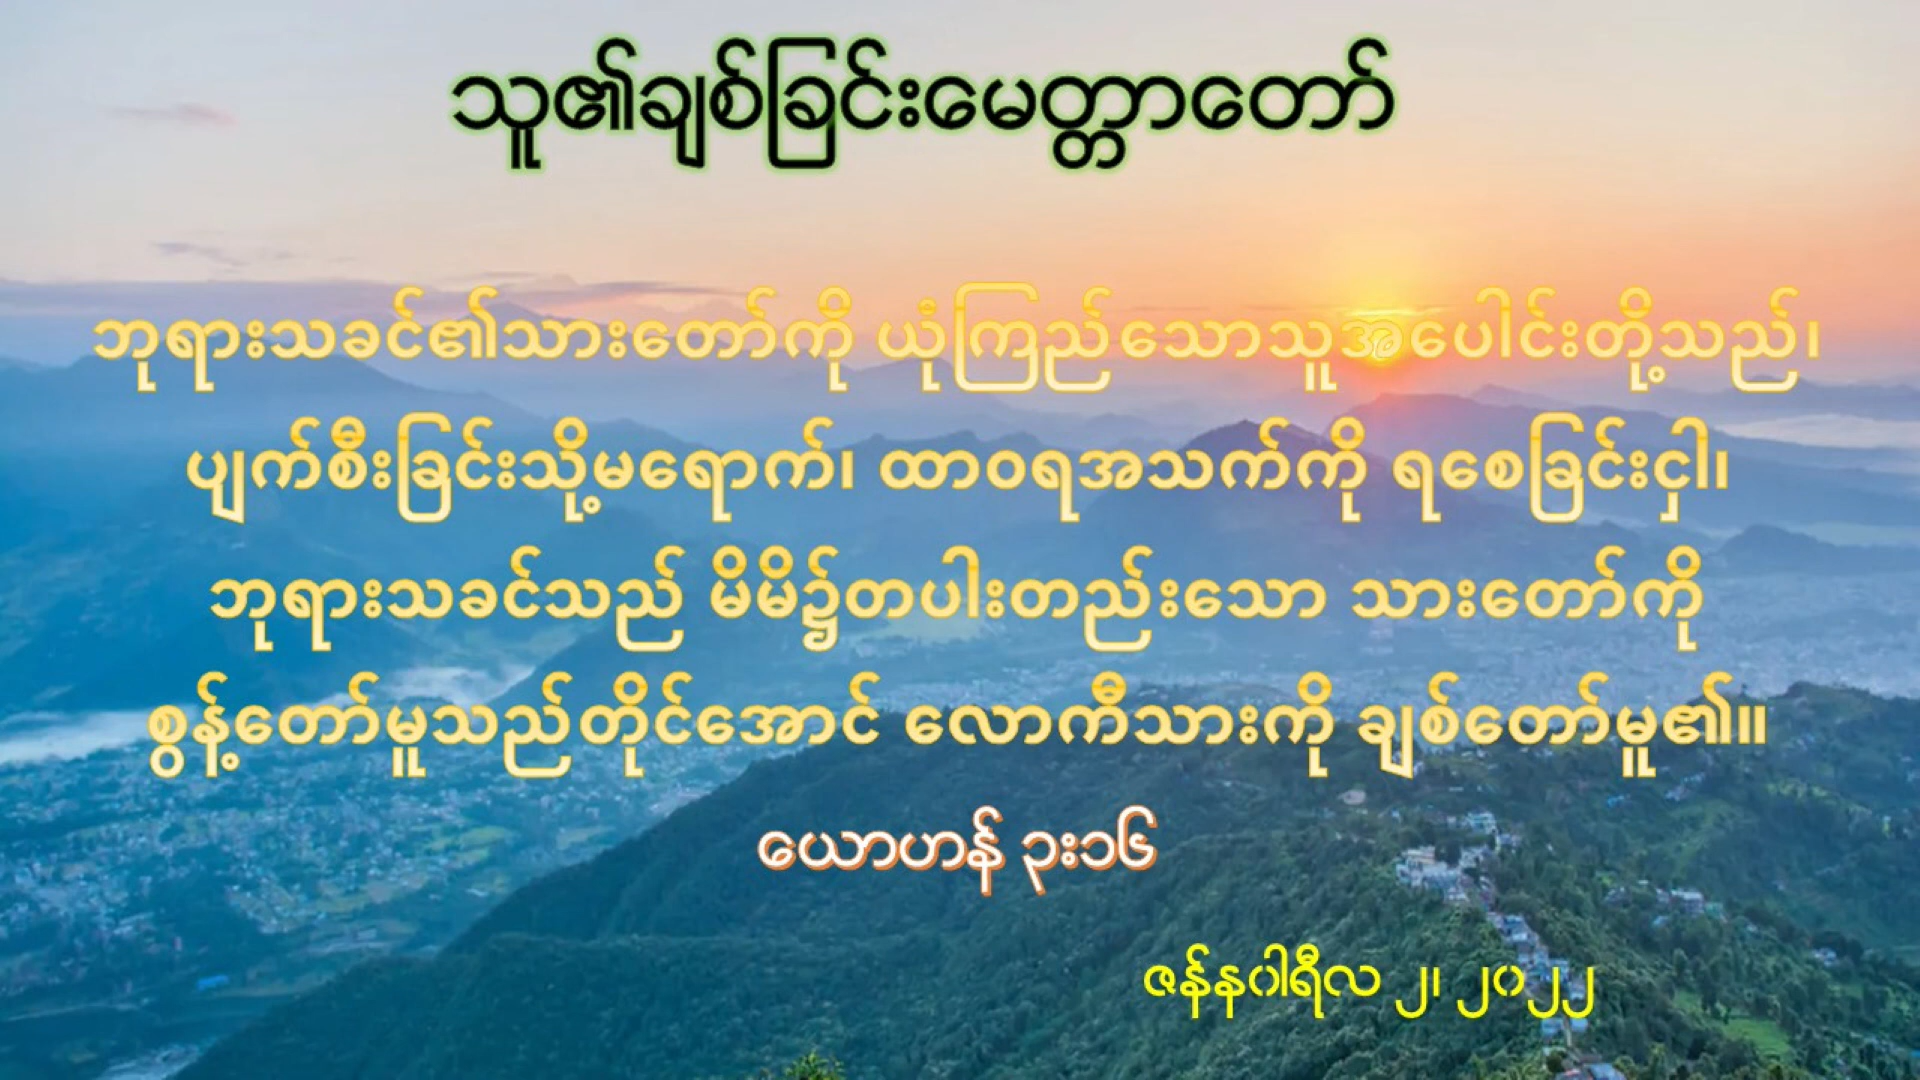 သူ၏ချစ်ခြင်းမေတ္တာတော်
ဘုရားသခင်၏သားတော်ကို ယုံကြည်သောသူအပေါင်းတို့သည်၊
ပျက်စီးခြင်းသို့မရောက်၊ ထာဝရအသက်ကို ရစေခြင်းငှါ၊
ဘုရားသခင်သည် မိမိ၌တပါးတည်းသော သားတော်ကို
စွန့်တော်မူသည်တိုင်အောင် လောကီသားကို ချစ်တော်မူ၏။
ယောဟန် ၃း၁၆
ဇန်နဝါရီလ ၂၊ ၂၀၂၂